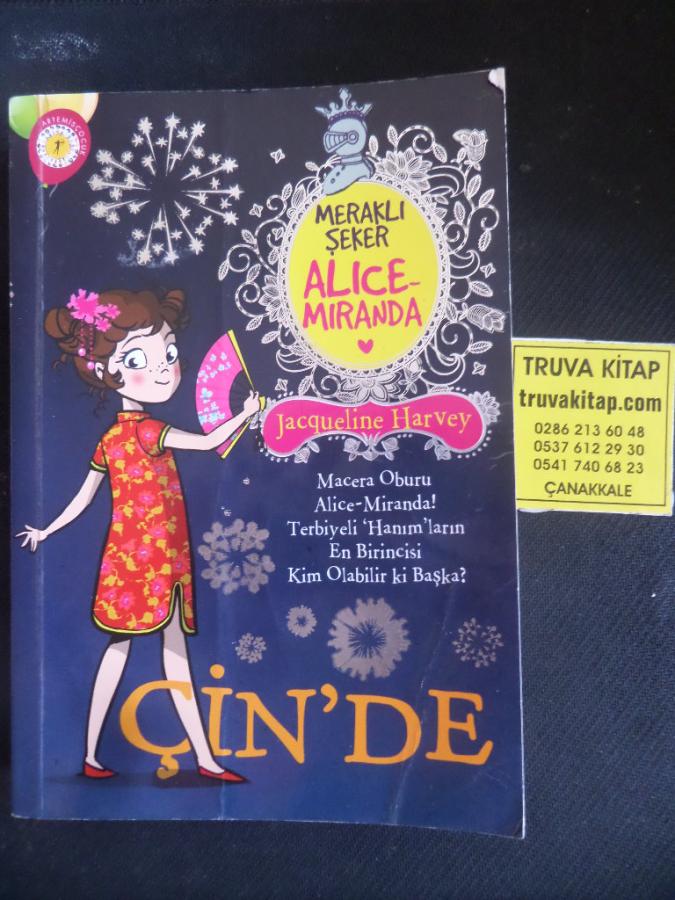 ARTEMİS ÇOCUK
MERAKLI
ŞEKER
ALICE-
MIRANDA
Jacqueline Harvey
Macera Oburu
Alice-Miranda!
Terbiyeli ‘Hanım’ların
En Birincisi
Kim Olabilir ki Başka?
ÇİN’DE
TRUVA KİTAP
truvakitap.com
0286 213 60 48
0537 612 29 30
0541 740 68 23
ÇANAKKALE